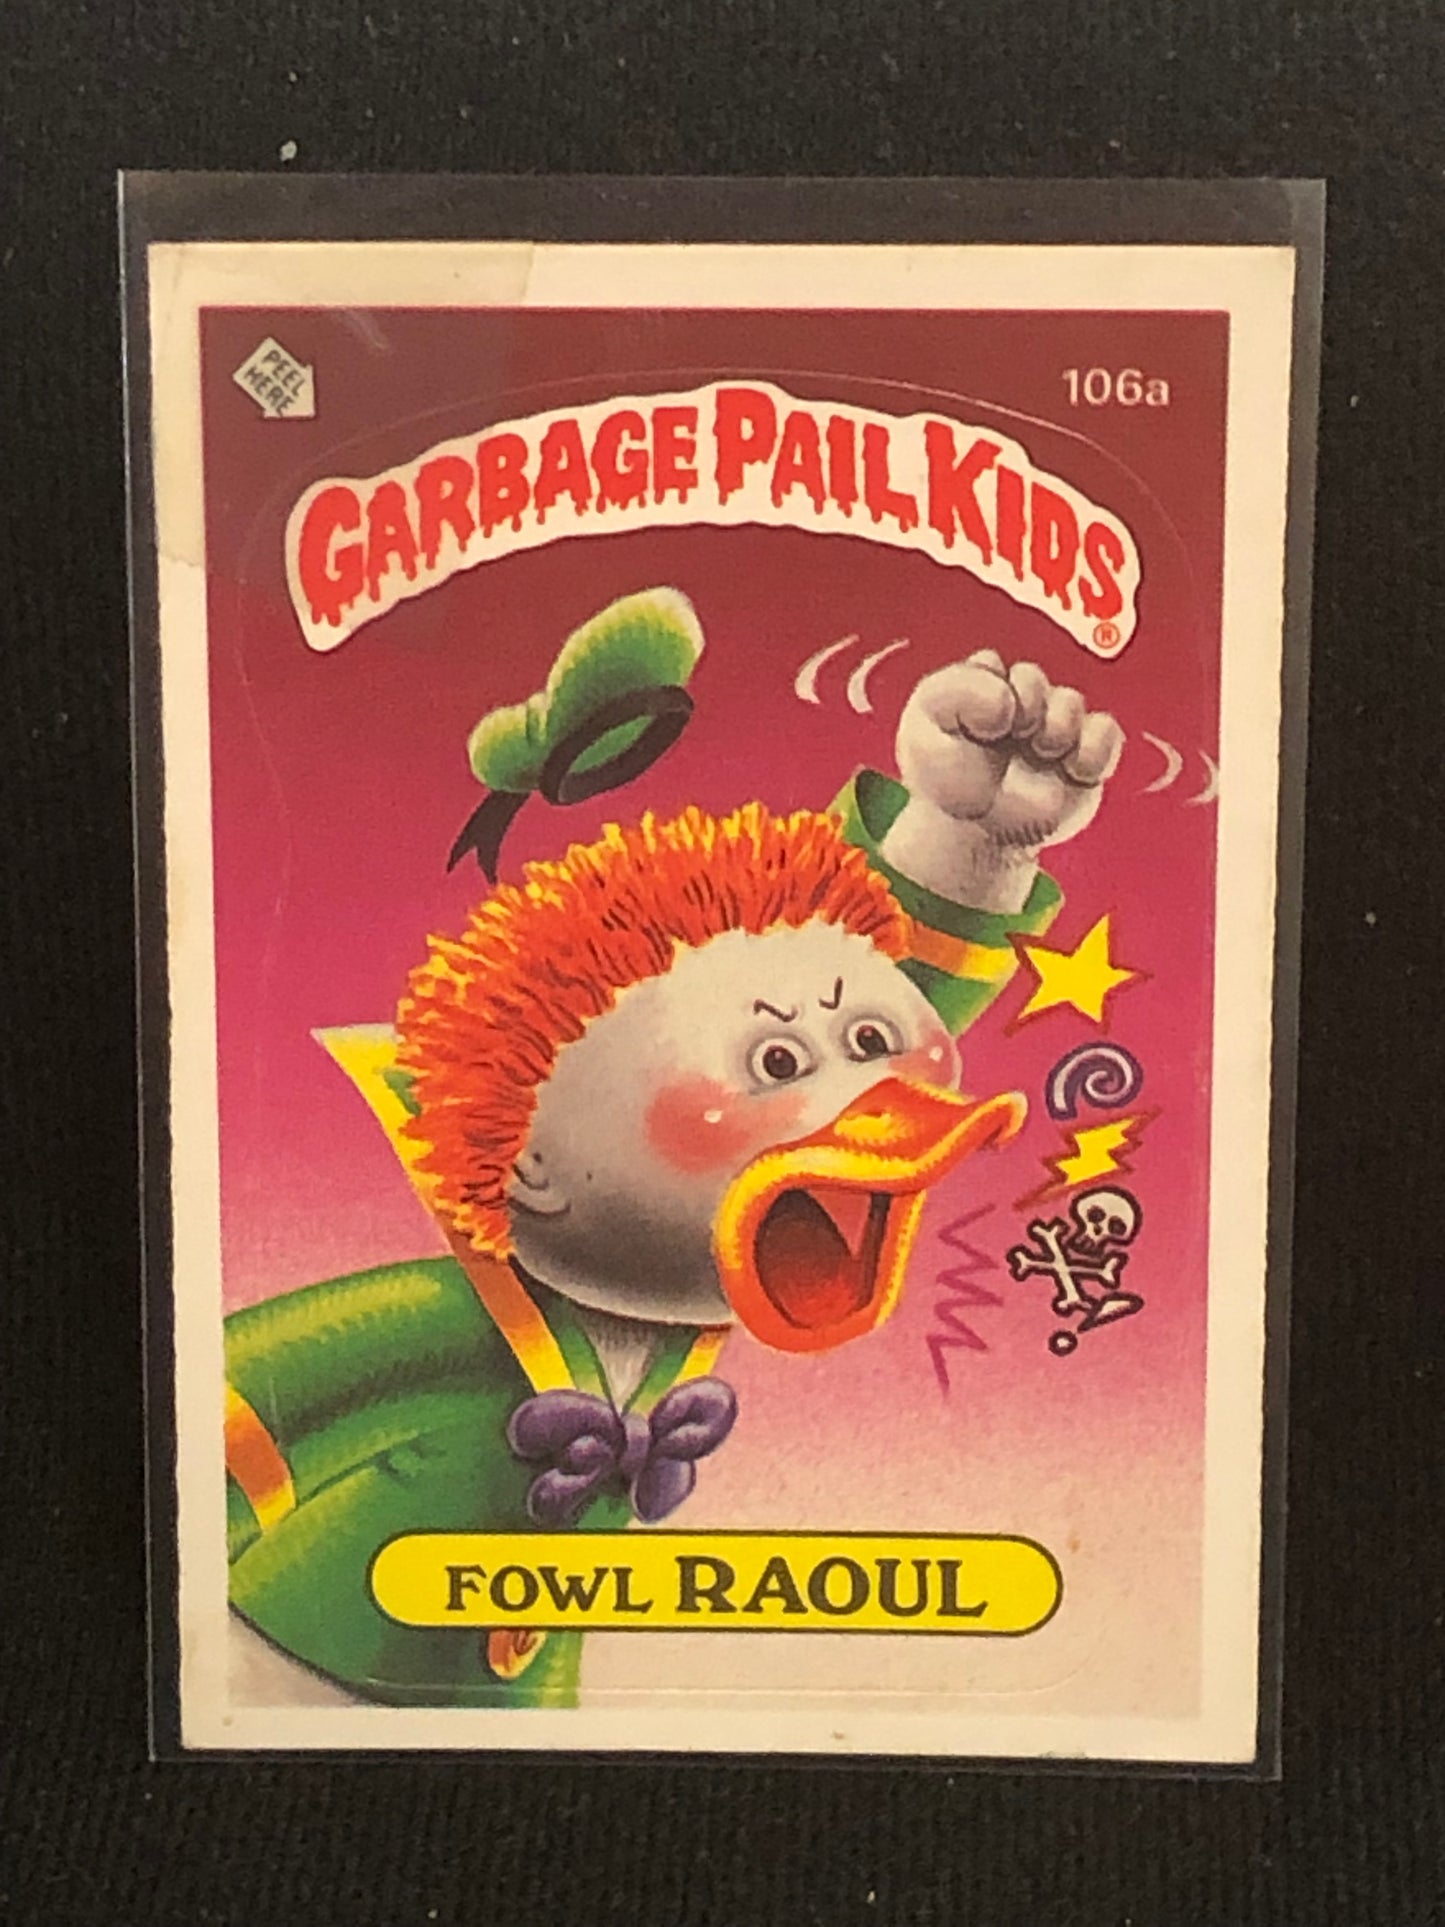 PEEL
HERE
106a
GARBAGE PAIL KIDS
®
FOWL RAOUL